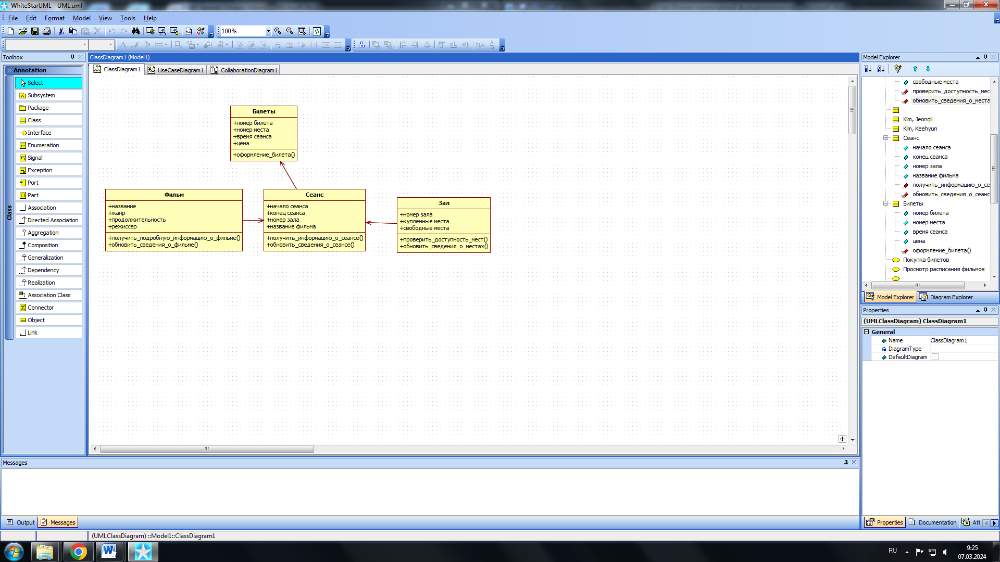 WhiteStarUML - UML.uml
File Edit Format Model View Tools Help
100%
Toolbox
Annotation
Class
Select
Subsystem
Package
Class
Interface
Enumeration
Signal
Exception
Port
Part
Association
Directed Association
Aggregation
Composition
Generalization
Dependency
Realization
Association Class
Connector
Object
Link
ClassDiagram1 (Model1)
ClassDiagram1 UseCaseDiagram1 CollaborationDiagram1
Билеты
+номер билета
+номер места
+время сеанса
+цена
+оформление_билета()
Фильм
+название
+жанр
+продолжительность
+режиссер
+получить_подробную_информацию_о_фильме()
+обновить_сведения_о_фильме()
Сеанс
+начало сеанса
+конец сеанса
+номер зала
+название фильма
+получить_информацию_о_сеансе()
+обновить_сведения_о_сеансе()
Зал
+номер зала
+купленные места
+свободные места
+проверить_доступность_мест()
+обновить_сведения_о_местах()
Model Explorer
свободные места
проверить_доступность_мес
обновить_сведения_о_места
Kim, Jeongil
Kim, Keehyun
Сеанс
начало сеанса
конец сеанса
номер зала
название фильма
получить_информацию_о_се
обновить_сведения_о_сеанс
Билеты
номер билета
номер места
время сеанса
цена
оформление_билета()
Покупка билетов
Просмотр расписания фильмов
Model Explorer Diagram Explorer
Properties
(UMLClassDiagram) ClassDiagram1
General
Name ClassDiagram1
DiagramType
DefaultDiagram
Properties Documentation Att
Messages
Output Messages
(UMLClassDiagram) ::Model1::ClassDiagram1
RU
9:25
07.03.2024